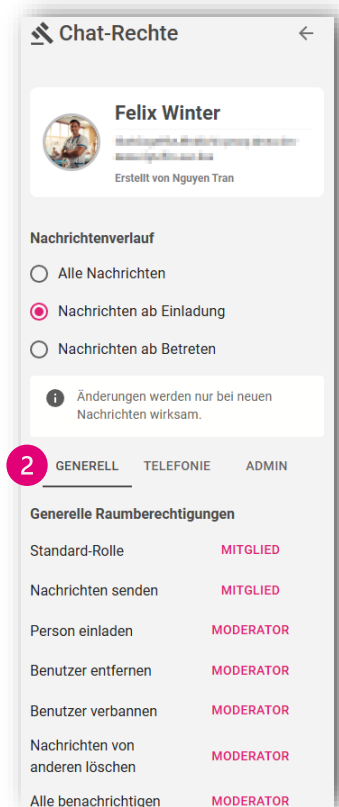 Chat-Rechte
Felix Winter
Erstellt von Nguyen Tran
Nachrichtenverlauf
Alle Nachrichten
Nachrichten ab Einladung
Nachrichten ab Betreten
Änderungen werden nur bei neuen
Nachrichten wirksam.
2 GENERELL TELEFONIE ADMIN
Generelle Raumberechtigungen
Standard-Rolle MITGLIED
Nachrichten senden MITGLIED
Person einladen MODERATOR
Benutzer entfernen MODERATOR
Benutzer verbannen MODERATOR
Nachrichten von
anderen löschen MODERATOR
Alle benachrichtigen MODERATOR